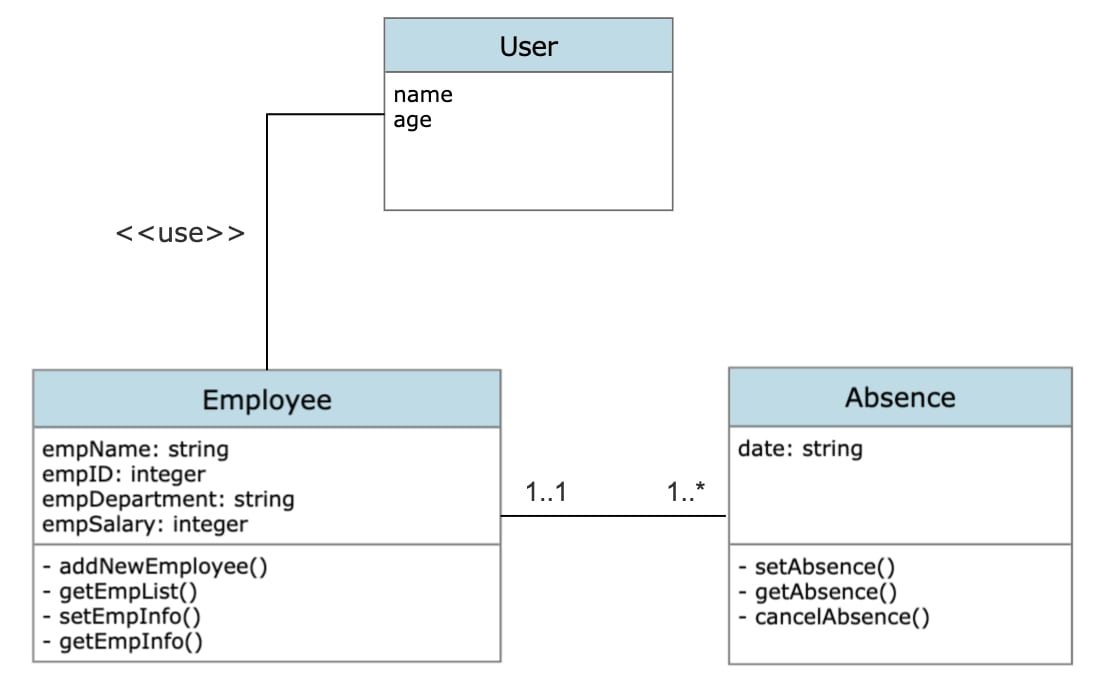 User
name
age
<<use>>
Employee
empName: string
empID: integer
empDepartment: string
empSalary: integer
- addNewEmployee()
- getEmpList()
- setEmpInfo()
- getEmpInfo()
1..1
1..*
Absence
date: string
- setAbsence()
- getAbsence()
- cancelAbsence()